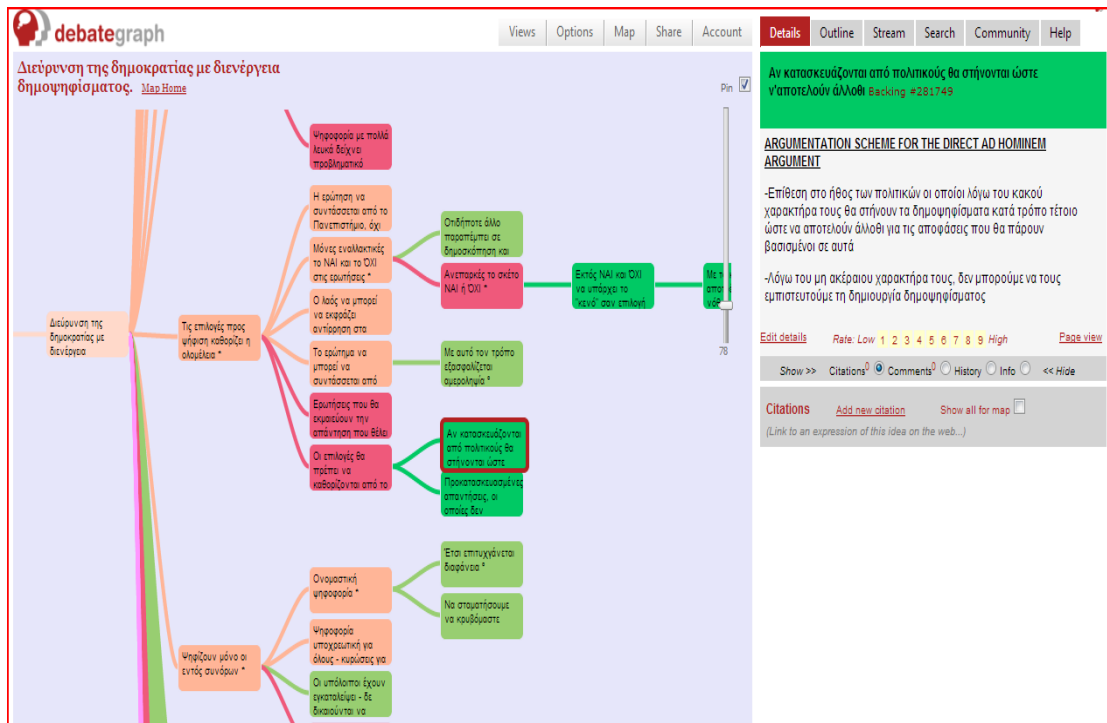 debategraph
Views
Options
Map
Share
Account
Διεύρυνση της δημοκρατίας με διενέργεια
δημοψηφίσματος. Map Home
Pin
Ψηφοφορία με πολλά
λευκά δείχνει
προβληματικό
Η ερώτηση να
συντάσσεται από το
Πανεπιστήμιο, όχι
Μόνες εναλλακτικές
το ΝΑΙ και το ΌΧΙ
στις ερωτήσεις *
Ο λαός να μπορεί
να εκφράζει
αντίρρηση στα
Το ερώτημα να
μπορεί να
συντάσσεται από
Ερωτήσεις που θα
εκμαιεύουν την
απάντηση που θέλει
Οι επιλογές θα
πρέπει να
καθορίζονται από το
Οτιδήποτε άλλο
παραπέμπει σε
δημοσκόπηση και
Ανεπαρκές το σκέτο
ΝΑΙ ή ΌΧΙ *
Εκτός ΝΑΙ και ΌΧΙ
να υπάρχει το
"κενό" σαν επιλογή
Με αυτό τον τρόπο
εξασφαλίζεται
αμεροληψία *
Αν κατασκευάζονται
από πολιτικούς θα
στήνονται ώστε
Προκατασκευασμένες
απαντήσεις, οι
οποίες δεν
78
Διεύρυνση της
δημοκρατίας με
διενέργεια
Τις επιλογές προς
ψήφιση καθορίζει η
ολομέλεια *
Ψηφίζουν μόνο οι
εντός συνόρων *
Ονομαστική
ψηφοφορία *
Ψηφοφορία
υποχρεωτική για
όλους - κυρώσεις για
Οι υπόλοιποι έχουν
εγκαταλείψει - δε
δικαιούνται να
Έτσι επιτυγχάνεται
διαφάνεια *
Να σταματήσουμε
να κρυβόμαστε
Details
Outline
Stream
Search
Community
Help
Αν κατασκευάζονται από πολιτικούς θα στήνονται ώστε
ν'αποτελούν άλλοθι Backing #281749
ARGUMENTATION SCHEME FOR THE DIRECT AD HOMINEM
ARGUMENT
-Επίθεση στο ήθος των πολιτικών οι οποίοι λόγω του κακού
χαρακτήρα τους θα στήνουν τα δημοψηφίσματα κατά τρόπο τέτοιο
ώστε να αποτελούν άλλοθι για τις αποφάσεις που θα πάρουν
βασισμένοι σε αυτά
-Λόγω του μη ακέραιου χαρακτήρα τους, δεν μπορούμε να τους
εμπιστευτούμε τη δημιουργία δημοψηφίσματος
Edit details Rate: Low 1 2 3 4 5 6 7 8 9 High Page view
Show >> Citations0 Comments0 History Info << Hide
Citations Add new citation Show all for map
(Link to an expression of this idea on the web...)